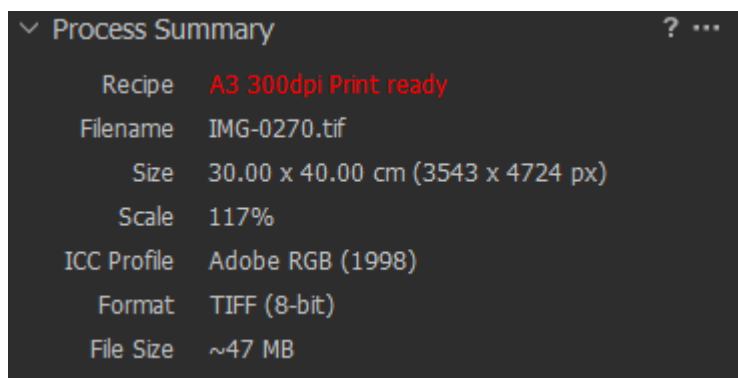 Process Summary ? ...
Recipe A3 300dpi Print ready
Filename IMG-0270.tif
Size 30.00 x 40.00 cm (3543 x 4724 px)
Scale 117%
ICC Profile Adobe RGB (1998)
Format TIFF (8-bit)
File Size ~47 MB